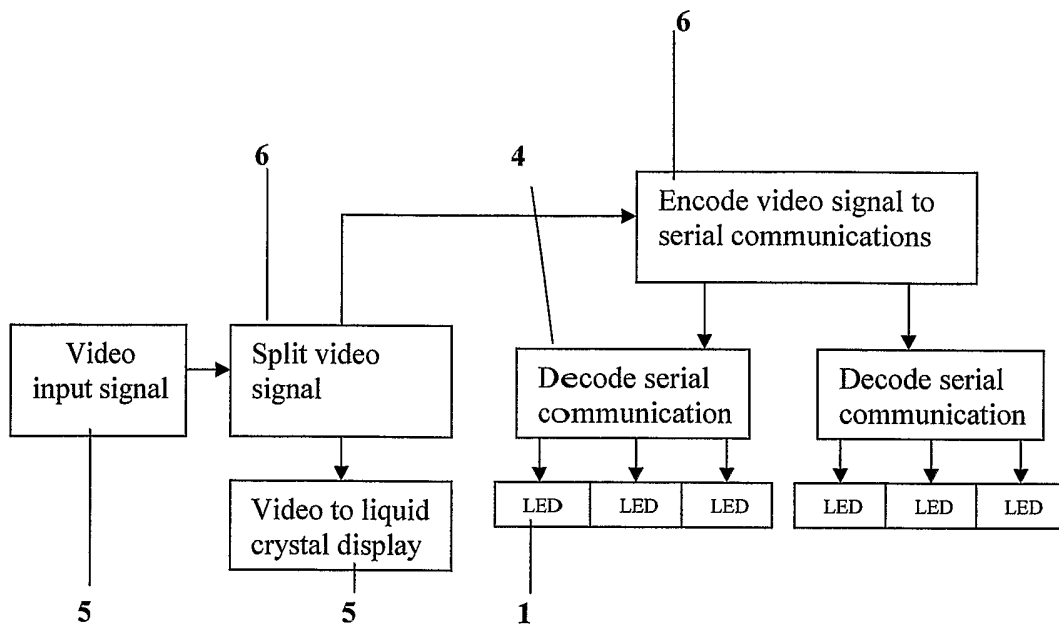 6
6
4
Encode video signal to
serial communications
Video
input signal
Split video
signal
Decode serial
communication
Decode serial
communication
LED
LED
LED
LED
LED
LED
Video to liquid
crystal display
5
5
1